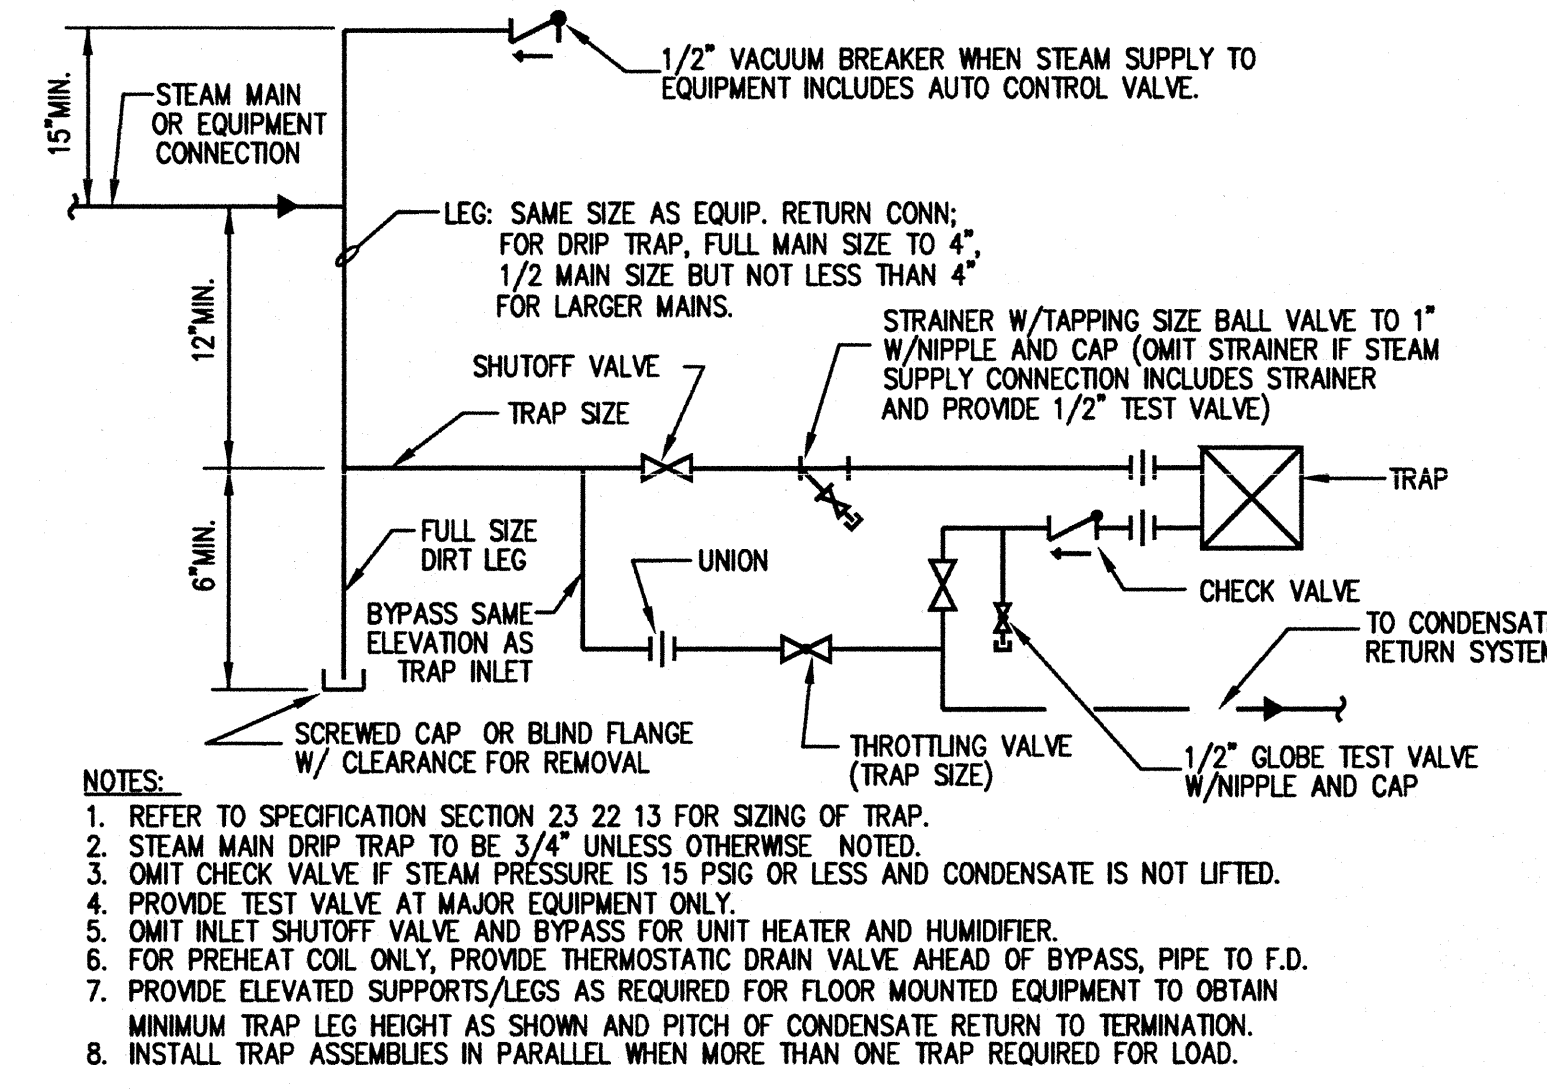 1/2" VACUUM BREAKER WHEN STEAM SUPPLY TO
EQUIPMENT INCLUDES AUTO CONTROL VALVE.
15"MIN.
STEAM MAIN
OR EQUIPMENT
CONNECTION
LEG: SAME SIZE AS EQUIP. RETURN CONN;
FOR DRIP TRAP, FULL MAIN SIZE TO 4",
1/2 MAIN SIZE BUT NOT LESS THAN 4"
FOR LARGER MAINS.
12"MIN.
STRAINER W/TAPPING SIZE BALL VALVE TO 1"
W/NIPPLE AND CAP (OMIT STRAINER IF STEAM
SUPPLY CONNECTION INCLUDES STRAINER
AND PROVIDE 1/2" TEST VALVE)
SHUTOFF VALVE
TRAP SIZE
TRAP
6"MIN.
FULL SIZE
DIRT LEG
UNION
CHECK VALVE
BYPASS SAME
ELEVATION AS
TRAP INLET
TO CONDENSAT
RETURN SYSTEM
SCREWED CAP OR BLIND FLANGE
W/ CLEARANCE FOR REMOVAL
THROTTLING VALVE
(TRAP SIZE)
1/2" GLOBE TEST VALVE
W/NIPPLE AND CAP
NOTES:
1. REFER TO SPECIFICATION SECTION 23 22 13 FOR SIZING OF TRAP.
2. STEAM MAIN DRIP TRAP TO BE 3/4" UNLESS OTHERWISE NOTED.
3. OMIT CHECK VALVE IF STEAM PRESSURE IS 15 PSIG OR LESS AND CONDENSATE IS NOT LIFTED.
4. PROVIDE TEST VALVE AT MAJOR EQUIPMENT ONLY.
5. OMIT INLET SHUTOFF VALVE AND BYPASS FOR UNIT HEATER AND HUMIDIFIER.
6. FOR PREHEAT COIL ONLY, PROVIDE THERMOSTATIC DRAIN VALVE AHEAD OF BYPASS, PIPE TO F.D.
7. PROVIDE ELEVATED SUPPORTS/LEGS AS REQUIRED FOR FLOOR MOUNTED EQUIPMENT TO OBTAIN
MINIMUM TRAP LEG HEIGHT AS SHOWN AND PITCH OF CONDENSATE RETURN TO TERMINATION.
8. INSTALL TRAP ASSEMBLIES IN PARALLEL WHEN MORE THAN ONE TRAP REQUIRED FOR LOAD.